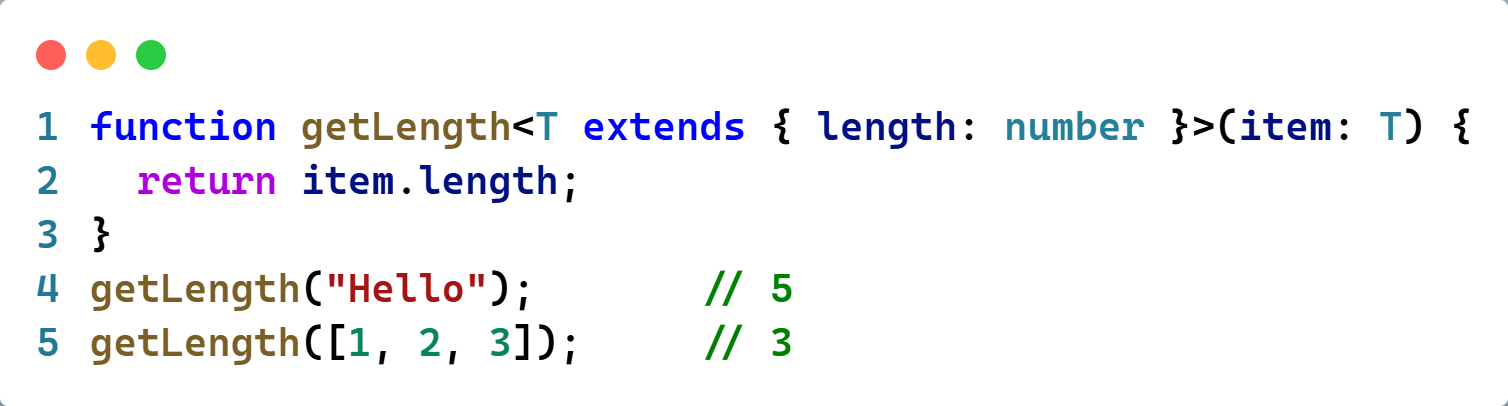 1 function getLength<T extends { length: number }>(item: T) {
2   return item.length;
3 }
4 getLength("Hello");       // 5
5 getLength([1, 2, 3]);     // 3